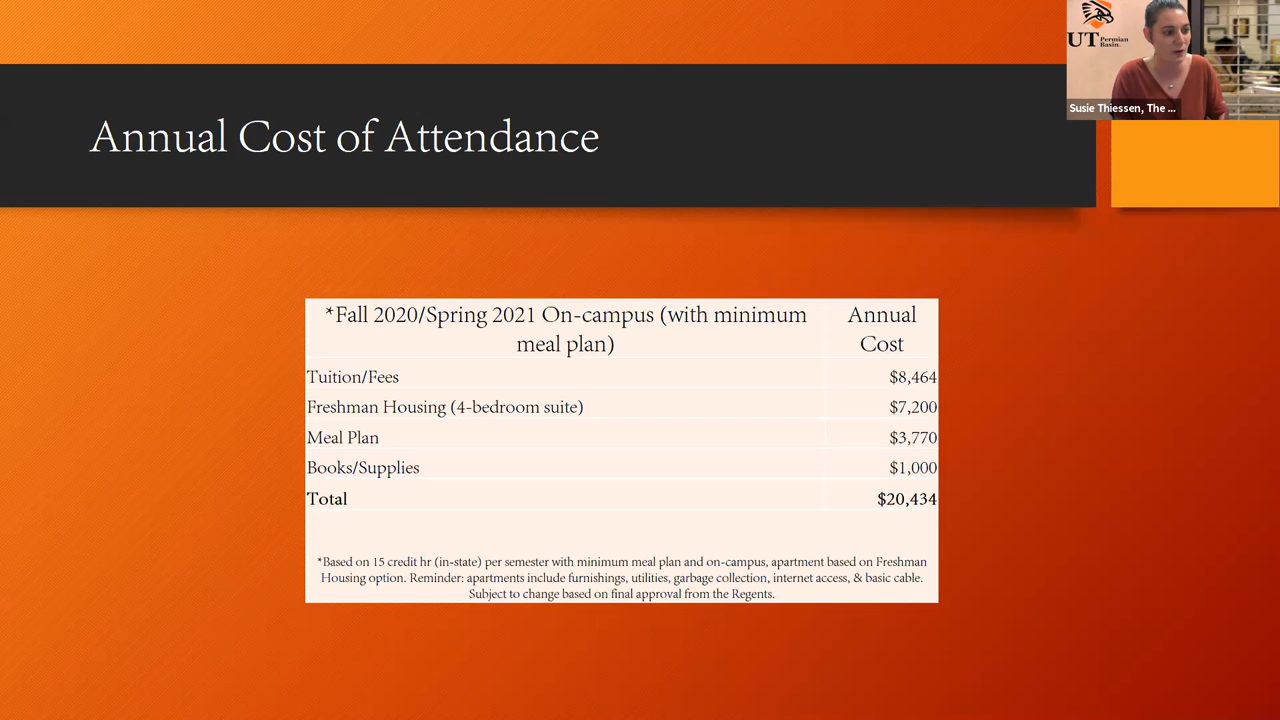 UT Permian
Basin.
Susie Thiessen, The ...
Annual Cost of Attendance
*Fall 2020/Spring 2021 On-campus (with minimum
meal plan)
Annual
Cost
Tuition/Fees $8,464
Freshman Housing (4-bedroom suite) $7,200
Meal Plan $3,770
Books/Supplies $1,000
Total $20,434
*Based on 15 credit hr (in-state) per semester with minimum meal plan and on-campus, apartment based on Freshman
Housing option. Reminder: apartments include furnishings, utilities, garbage collection, internet access, & basic cable.
Subject to change based on final approval from the Regents.